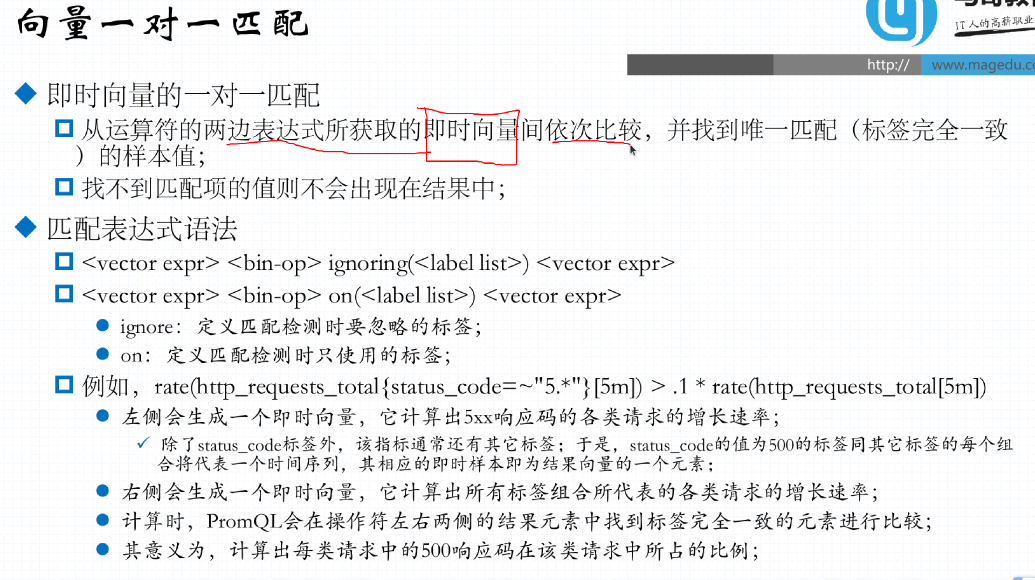 向量一对一匹配
IT人的高薪职业
http:// www.magedu.co
即时向量的一对一匹配
从运算符的两边表达式所获取的即时向量间依次比较，并找到唯一匹配（标签完全一致
）的样本值；
找不到匹配项的值则不会出现在结果中；
匹配表达式语法
<vector expr> <bin-op> ignoring(<label list>) <vector expr>
<vector expr> <bin-op> on(<label list>) <vector expr>
ignore：定义匹配检测时要忽略的标签；
on：定义匹配检测时只使用的标签；
例如，rate(http_requests_total{status_code=~"5.*"}[5m]) > .1 * rate(http_requests_total[5m])
左侧会生成一个即时向量，它计算出5xx响应码的各类请求的增长速率；
除了status_code标签外，该指标通常还有其它标签；于是，status_code的值为500的标签同其它标签的每个组
合将代表一个时间序列，其相应的即时样本即为结果向量的一个元素；
右侧会生成一个即时向量，它计算出所有标签组合所代表的各类请求的增长速率；
计算时，PromQL会在操作符左右两侧的结果元素中找到标签完全一致的元素进行比较；
其意义为，计算出每类请求中的500响应码在该类请求中所占的比例；